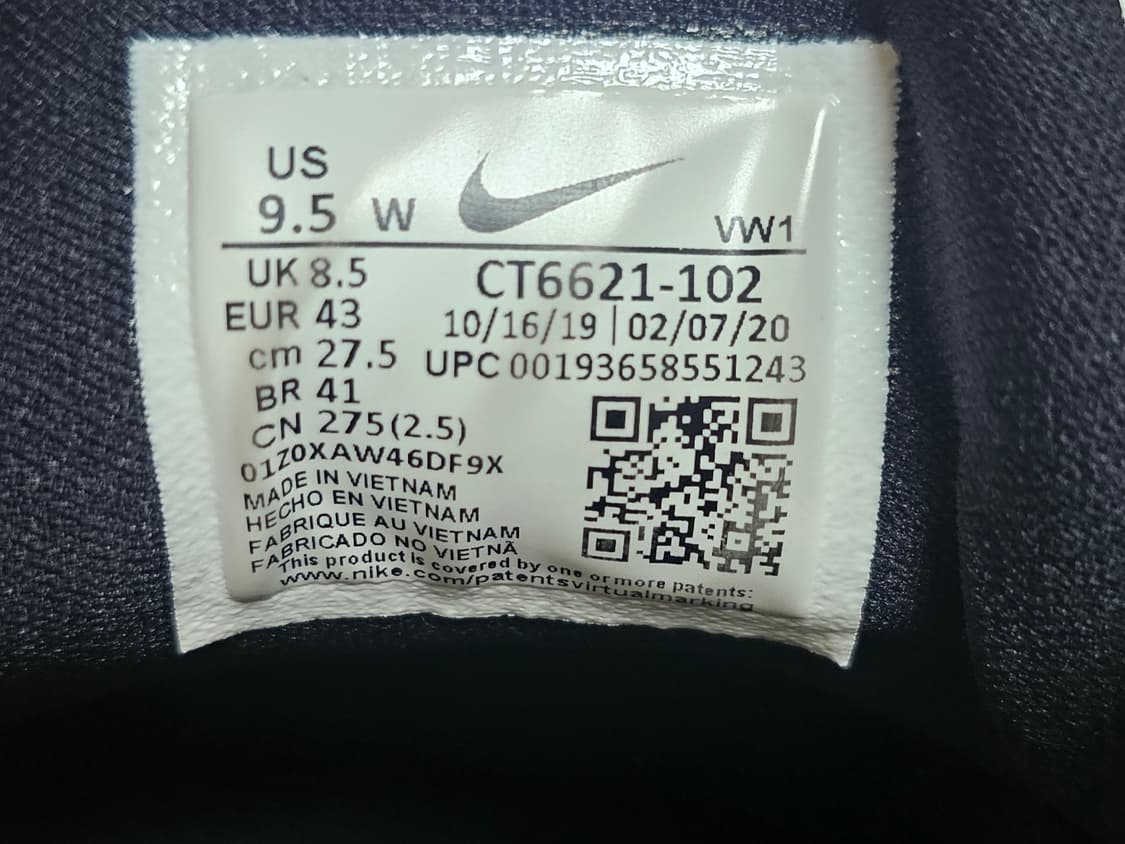 US
9.5 W
VW1
UK 8.5
EUR 43
cm 27.5
BR 41
CN 275(2.5)
CT6621-102
10/16/19 | 02/07/20
UPC 00193658551243
01Z0XAW46DF9X
MADE IN VIETNAM
HECHO EN VIETNAM
FABRIQUE AU VIETNAM
FABRICADO NO VIETNÃ
This product is covered by one or more patents:
www.nike.com/patentsvirtualmarking